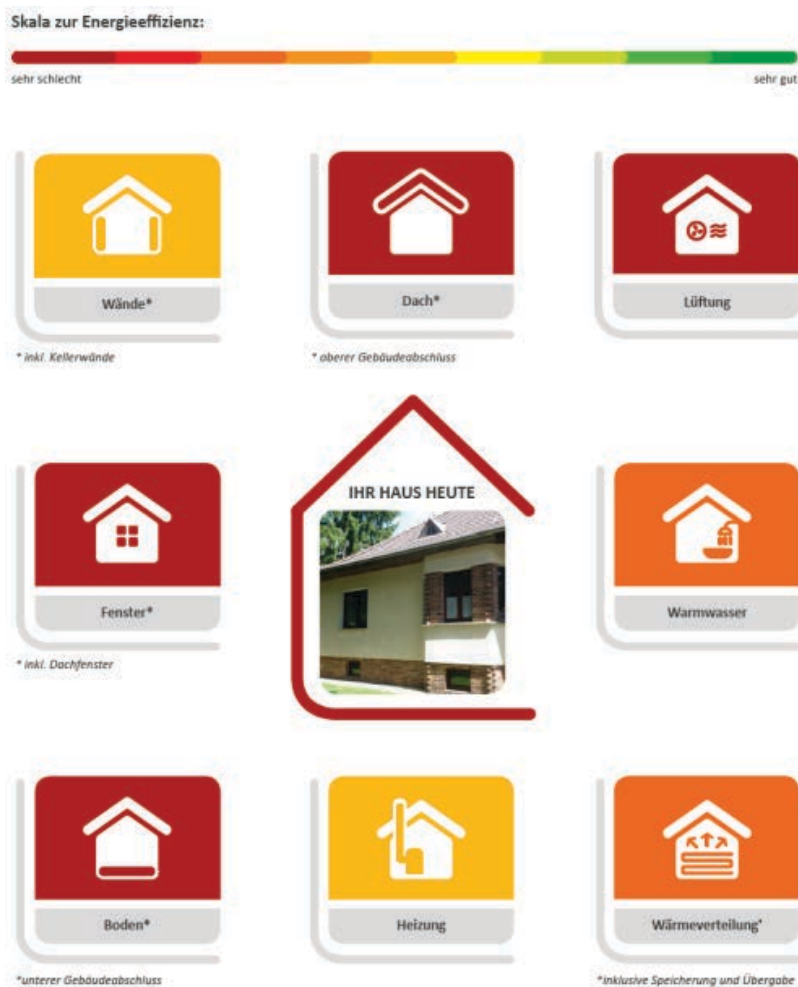 Skala zur Energieeffizienz:
sehr schlecht
sehr gut
Wände*
Dach*
Lüftung
* inkl. Kellerwände
* oberer Gebäudeabschluss
IHR HAUS HEUTE
Fenster*
Warmwasser
* inkl. Dachfenster
Boden*
Heizung
Wärmeverteilung*
*unterer Gebäudeabschluss
*inklusive Speicherung und Übergabe